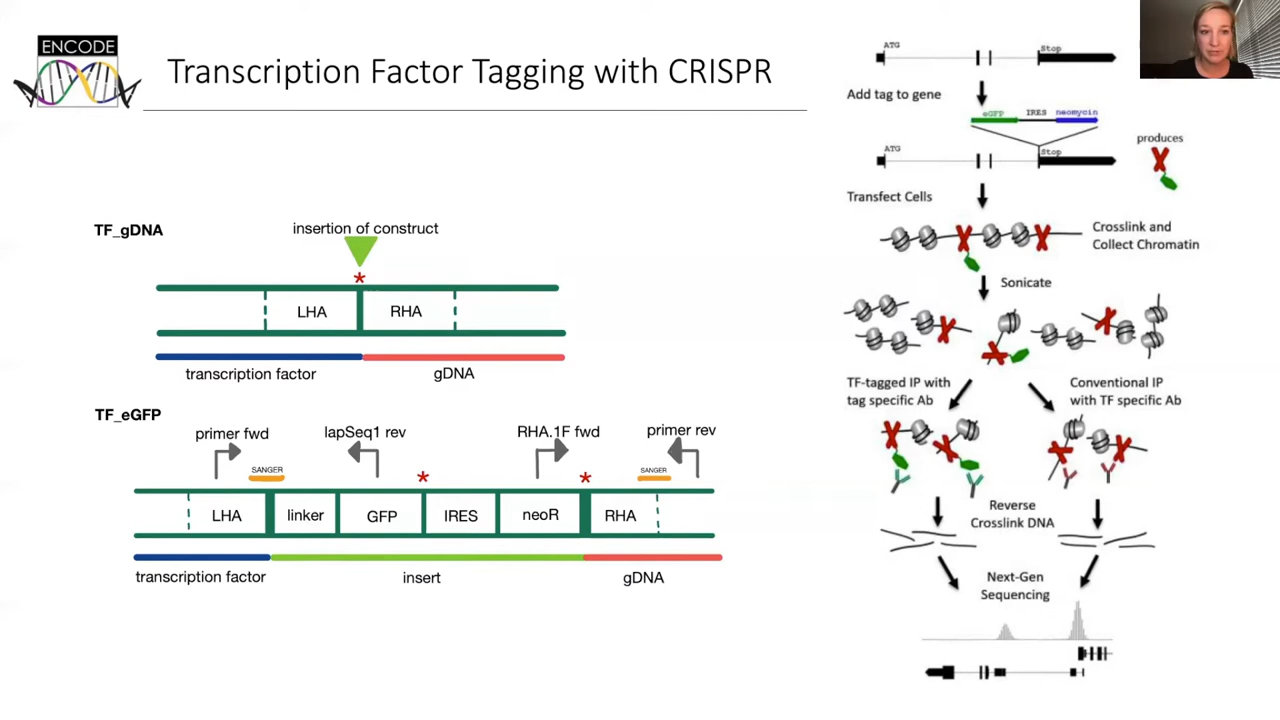 ENCODE
Transcription Factor Tagging with CRISPR
TF_gDNA
insertion of construct
*
LHA
RHA
transcription factor
gDNA
TF_eGFP
primer fwd
lapSeq1 rev
RHA.1F fwd
primer rev
SANGER
*
*
SANGER
LHA
linker
GFP
IRES
neoR
RHA
transcription factor
insert
gDNA
ATG
Stop
Add tag to gene
eGFP
IRES
neomycin
ATG
Stop
produces
Transfect Cells
Crosslink and
Collect Chromatin
Sonicate
TF-tagged IP with
tag specific Ab
Conventional IP
with TF specific Ab
Reverse
Crosslink DNA
Next-Gen
Sequencing